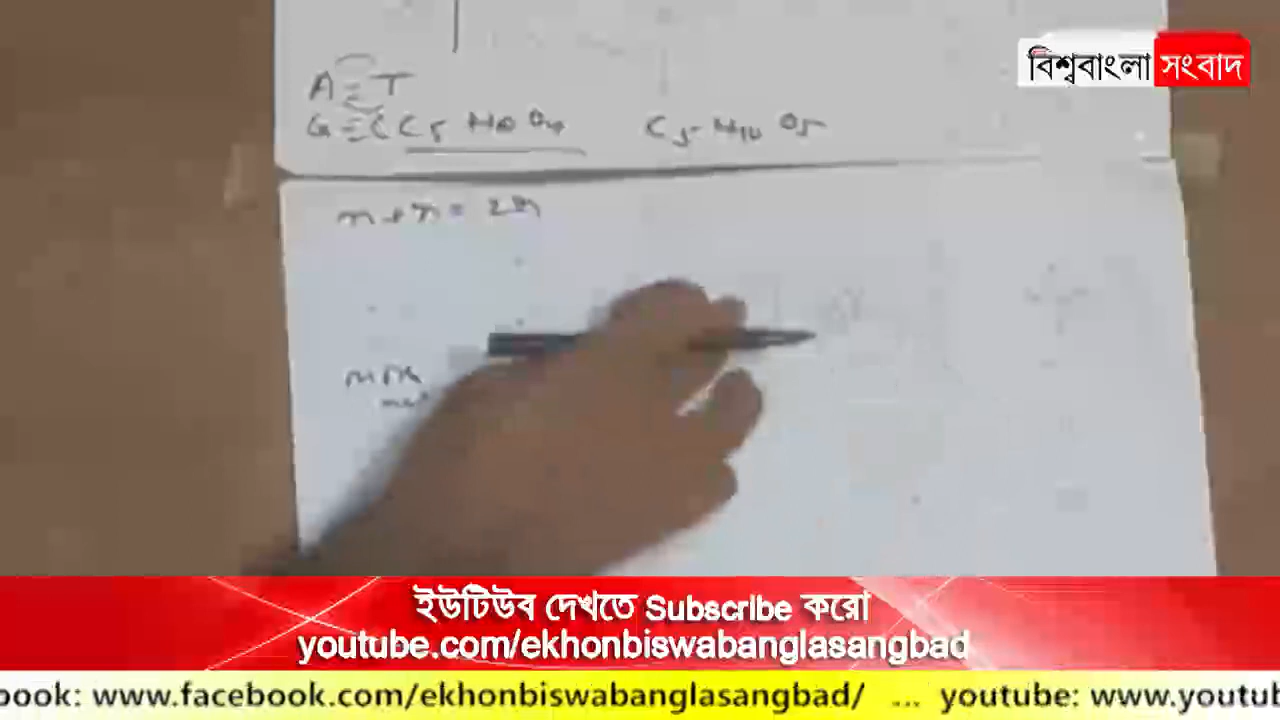 বিশ্ববাংলা সংবাদ
A = T
G ≡ C C5 H10 O4 C5 H10 O5
n + n = 2n
ইউটিউব দেখতে Subscribe করো
youtube.com/ekhonbiswabanglasangbad
book: www.facebook.com/ekhonbiswabanglasangbad/ ... youtube: www.youtub